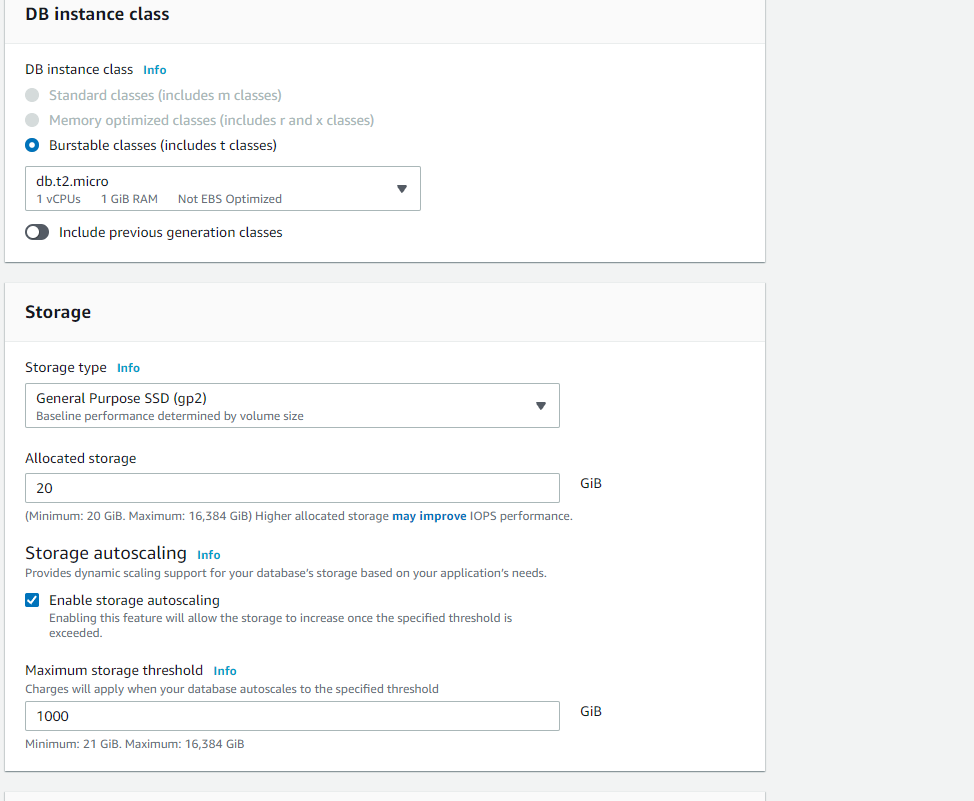 DB instance class
DB instance class Info
Standard classes (includes m classes)
Memory optimized classes (includes r and x classes)
Burstable classes (includes t classes)
db.t2.micro
1 vCPUs 1 GiB RAM Not EBS Optimized
Include previous generation classes
Storage
Storage type Info
General Purpose SSD (gp2)
Baseline performance determined by volume size
Allocated storage
20
GiB
(Minimum: 20 GiB. Maximum: 16,384 GiB) Higher allocated storage may improve IOPS performance.
Storage autoscaling Info
Provides dynamic scaling support for your database's storage based on your application's needs.
Enable storage autoscaling
Enabling this feature will allow the storage to increase once the specified threshold is
exceeded.
Maximum storage threshold Info
Charges will apply when your database autoscales to the specified threshold
1000
GiB
Minimum: 21 GiB. Maximum: 16,384 GiB